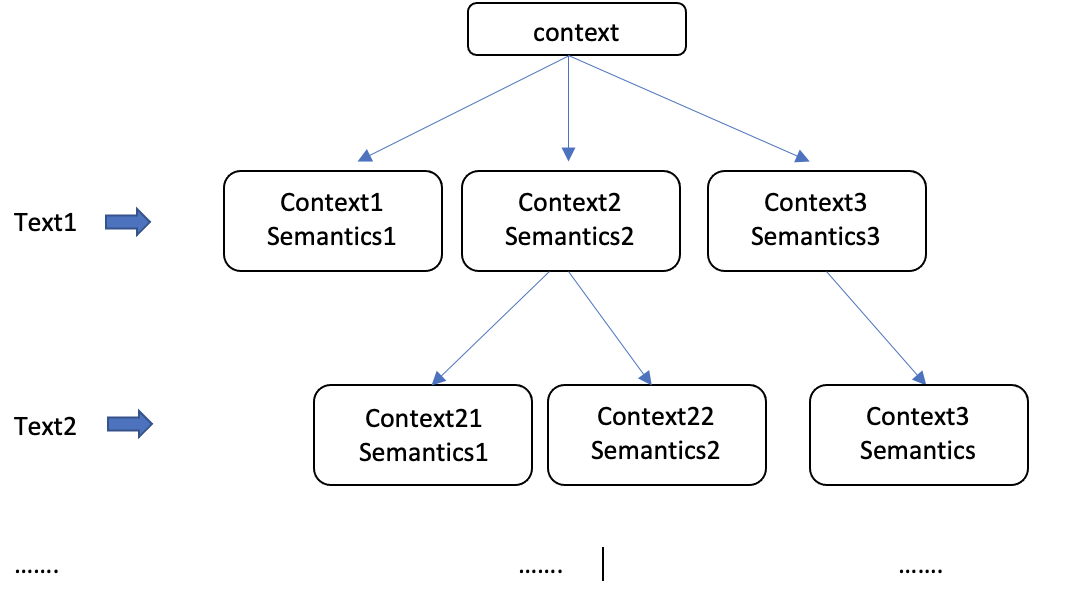 context
Context1
Semantics1
Context2
Semantics2
Context3
Semantics3
Text1
Context21
Semantics1
Context22
Semantics2
Context3
Semantics
Text2
.......
.......
|
.......